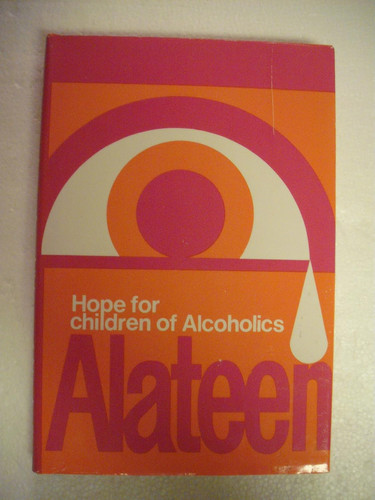 Hope for
children of Alcoholics
Alateen